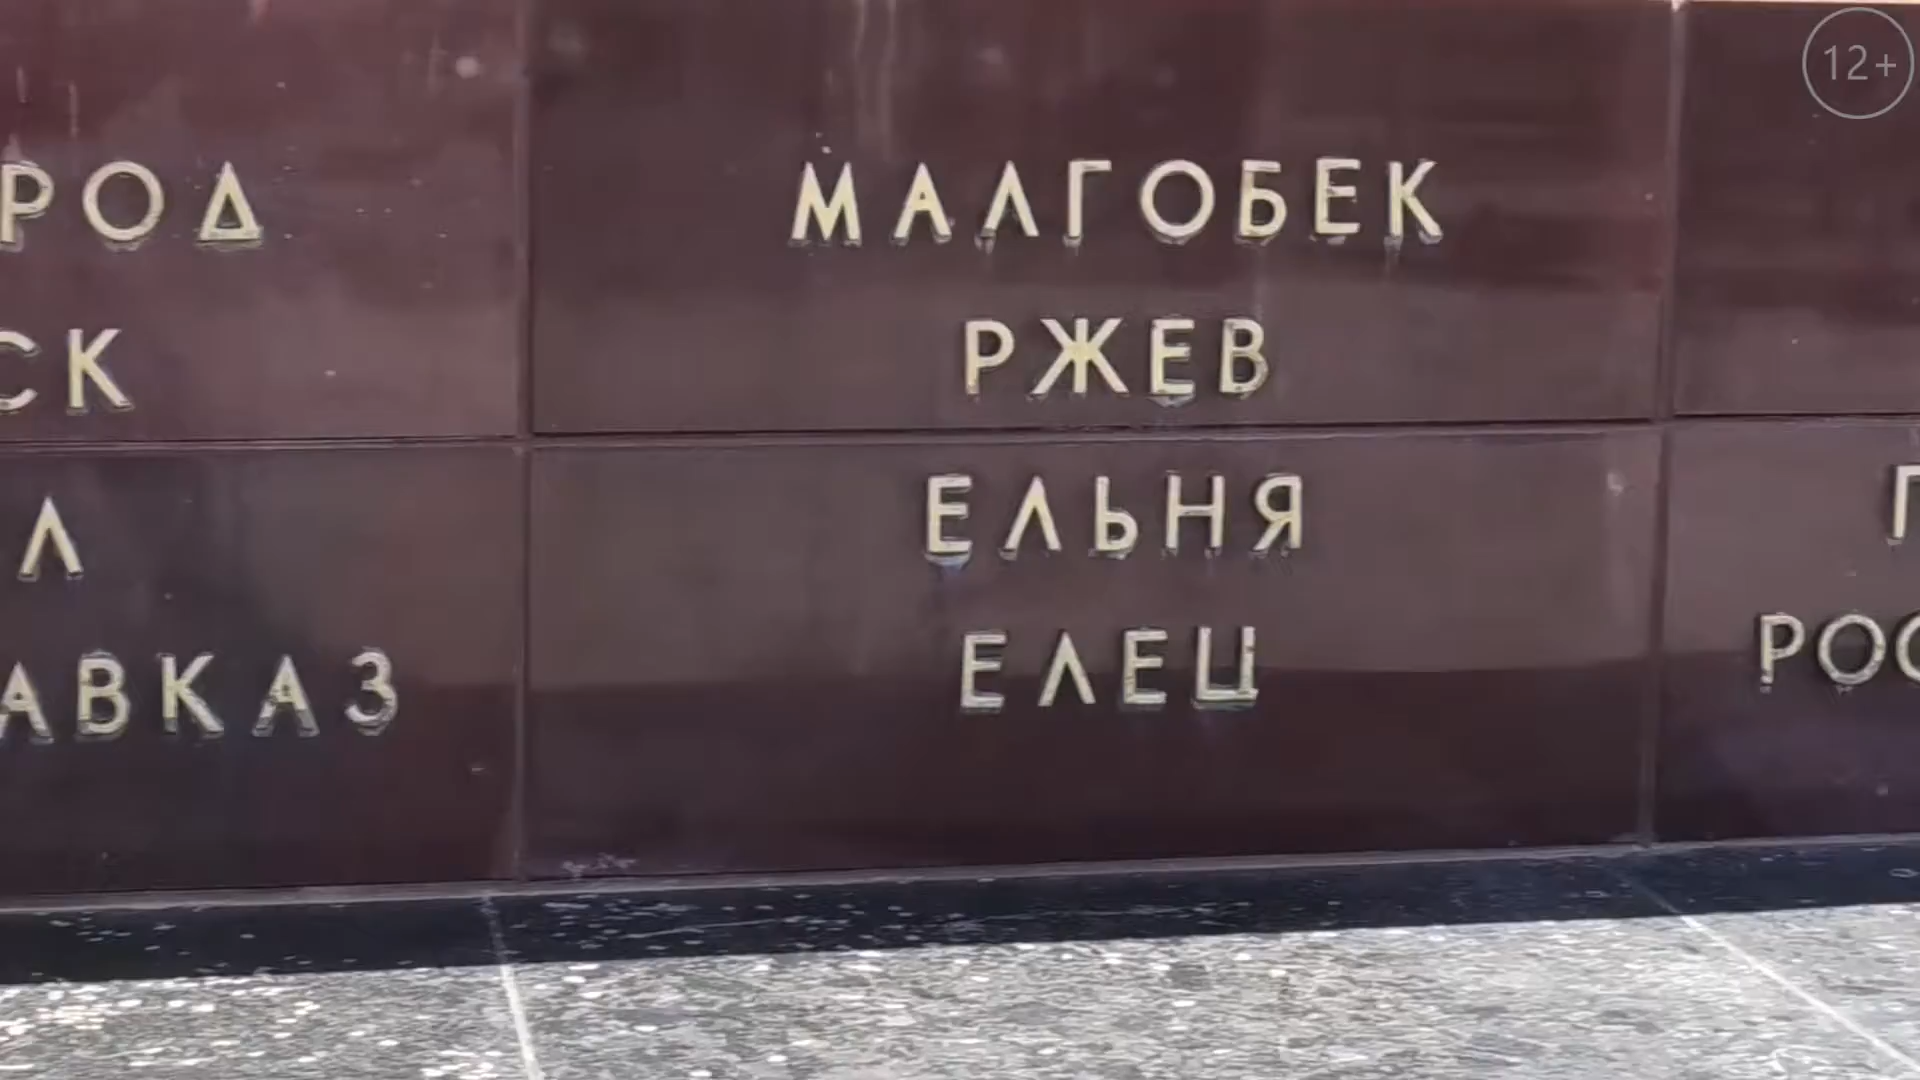 12+
РОД
МАЛГОБЕК
СК
РЖЕВ
Л
ЕЛЬНЯ
АВКАЗ
ЕЛЕЦ
РОС